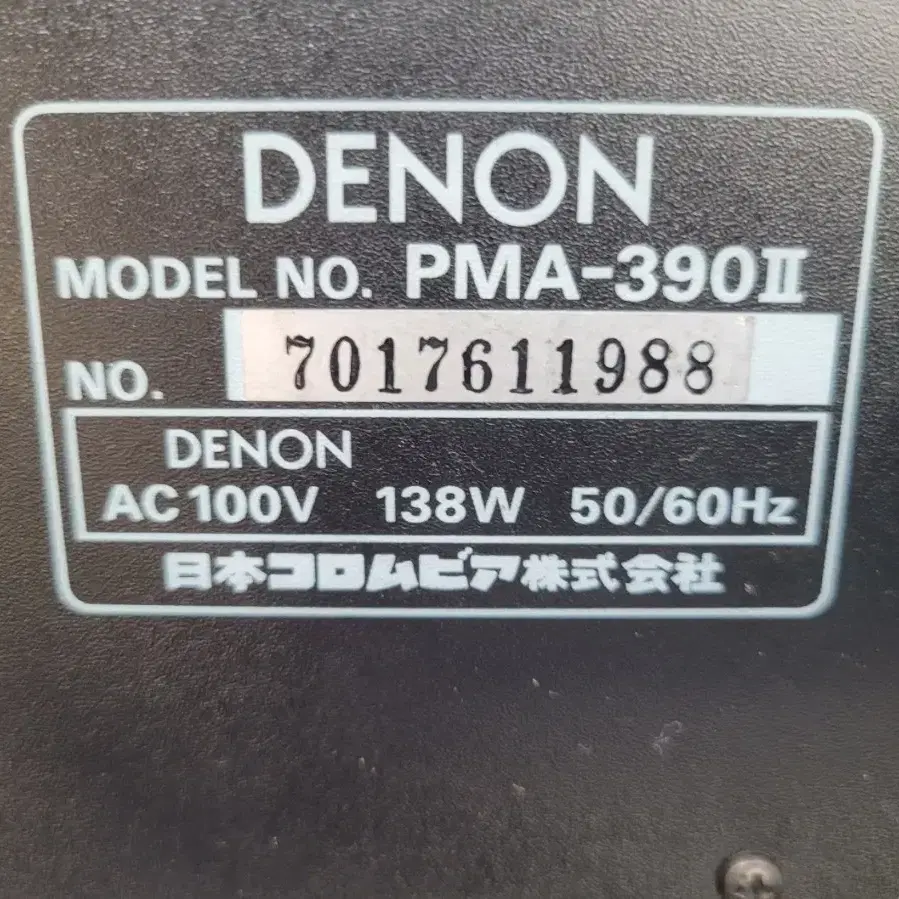 DENON
MODEL NO. PMA-390II
NO. 7017611988
DENON
AC 100V 138W 50/60Hz
日本コロムビア株式会社